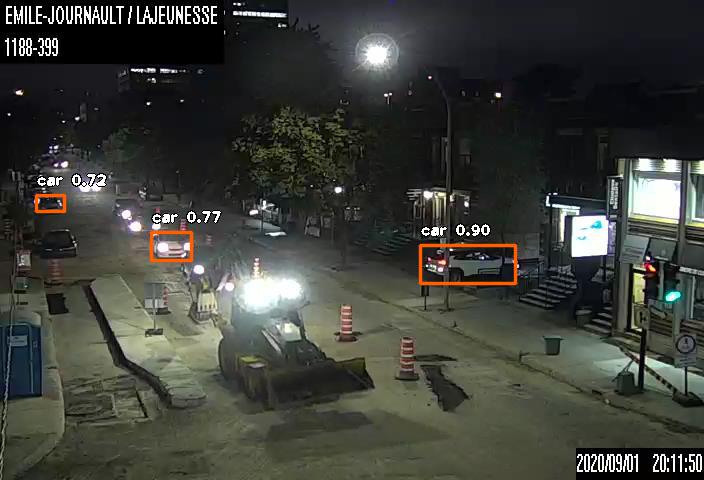 EMILE-JOURNAULT / LAJEUNESSE
1188-399
car 0.72
car 0.77
car 0.90
2020/09/01 20:11:50